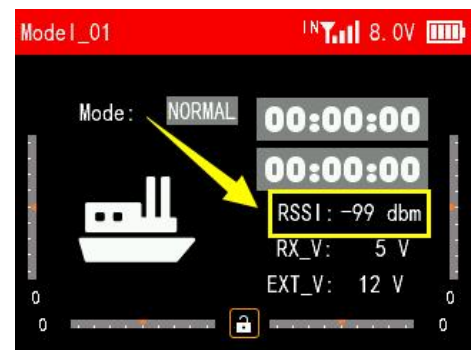 Model_01 IN 8.0V
Mode: NORMAL 00:00:00
00:00:00
RSSI:-99 dbm
RX_V: 5 V
EXT_V: 12 V
0 0
0 0